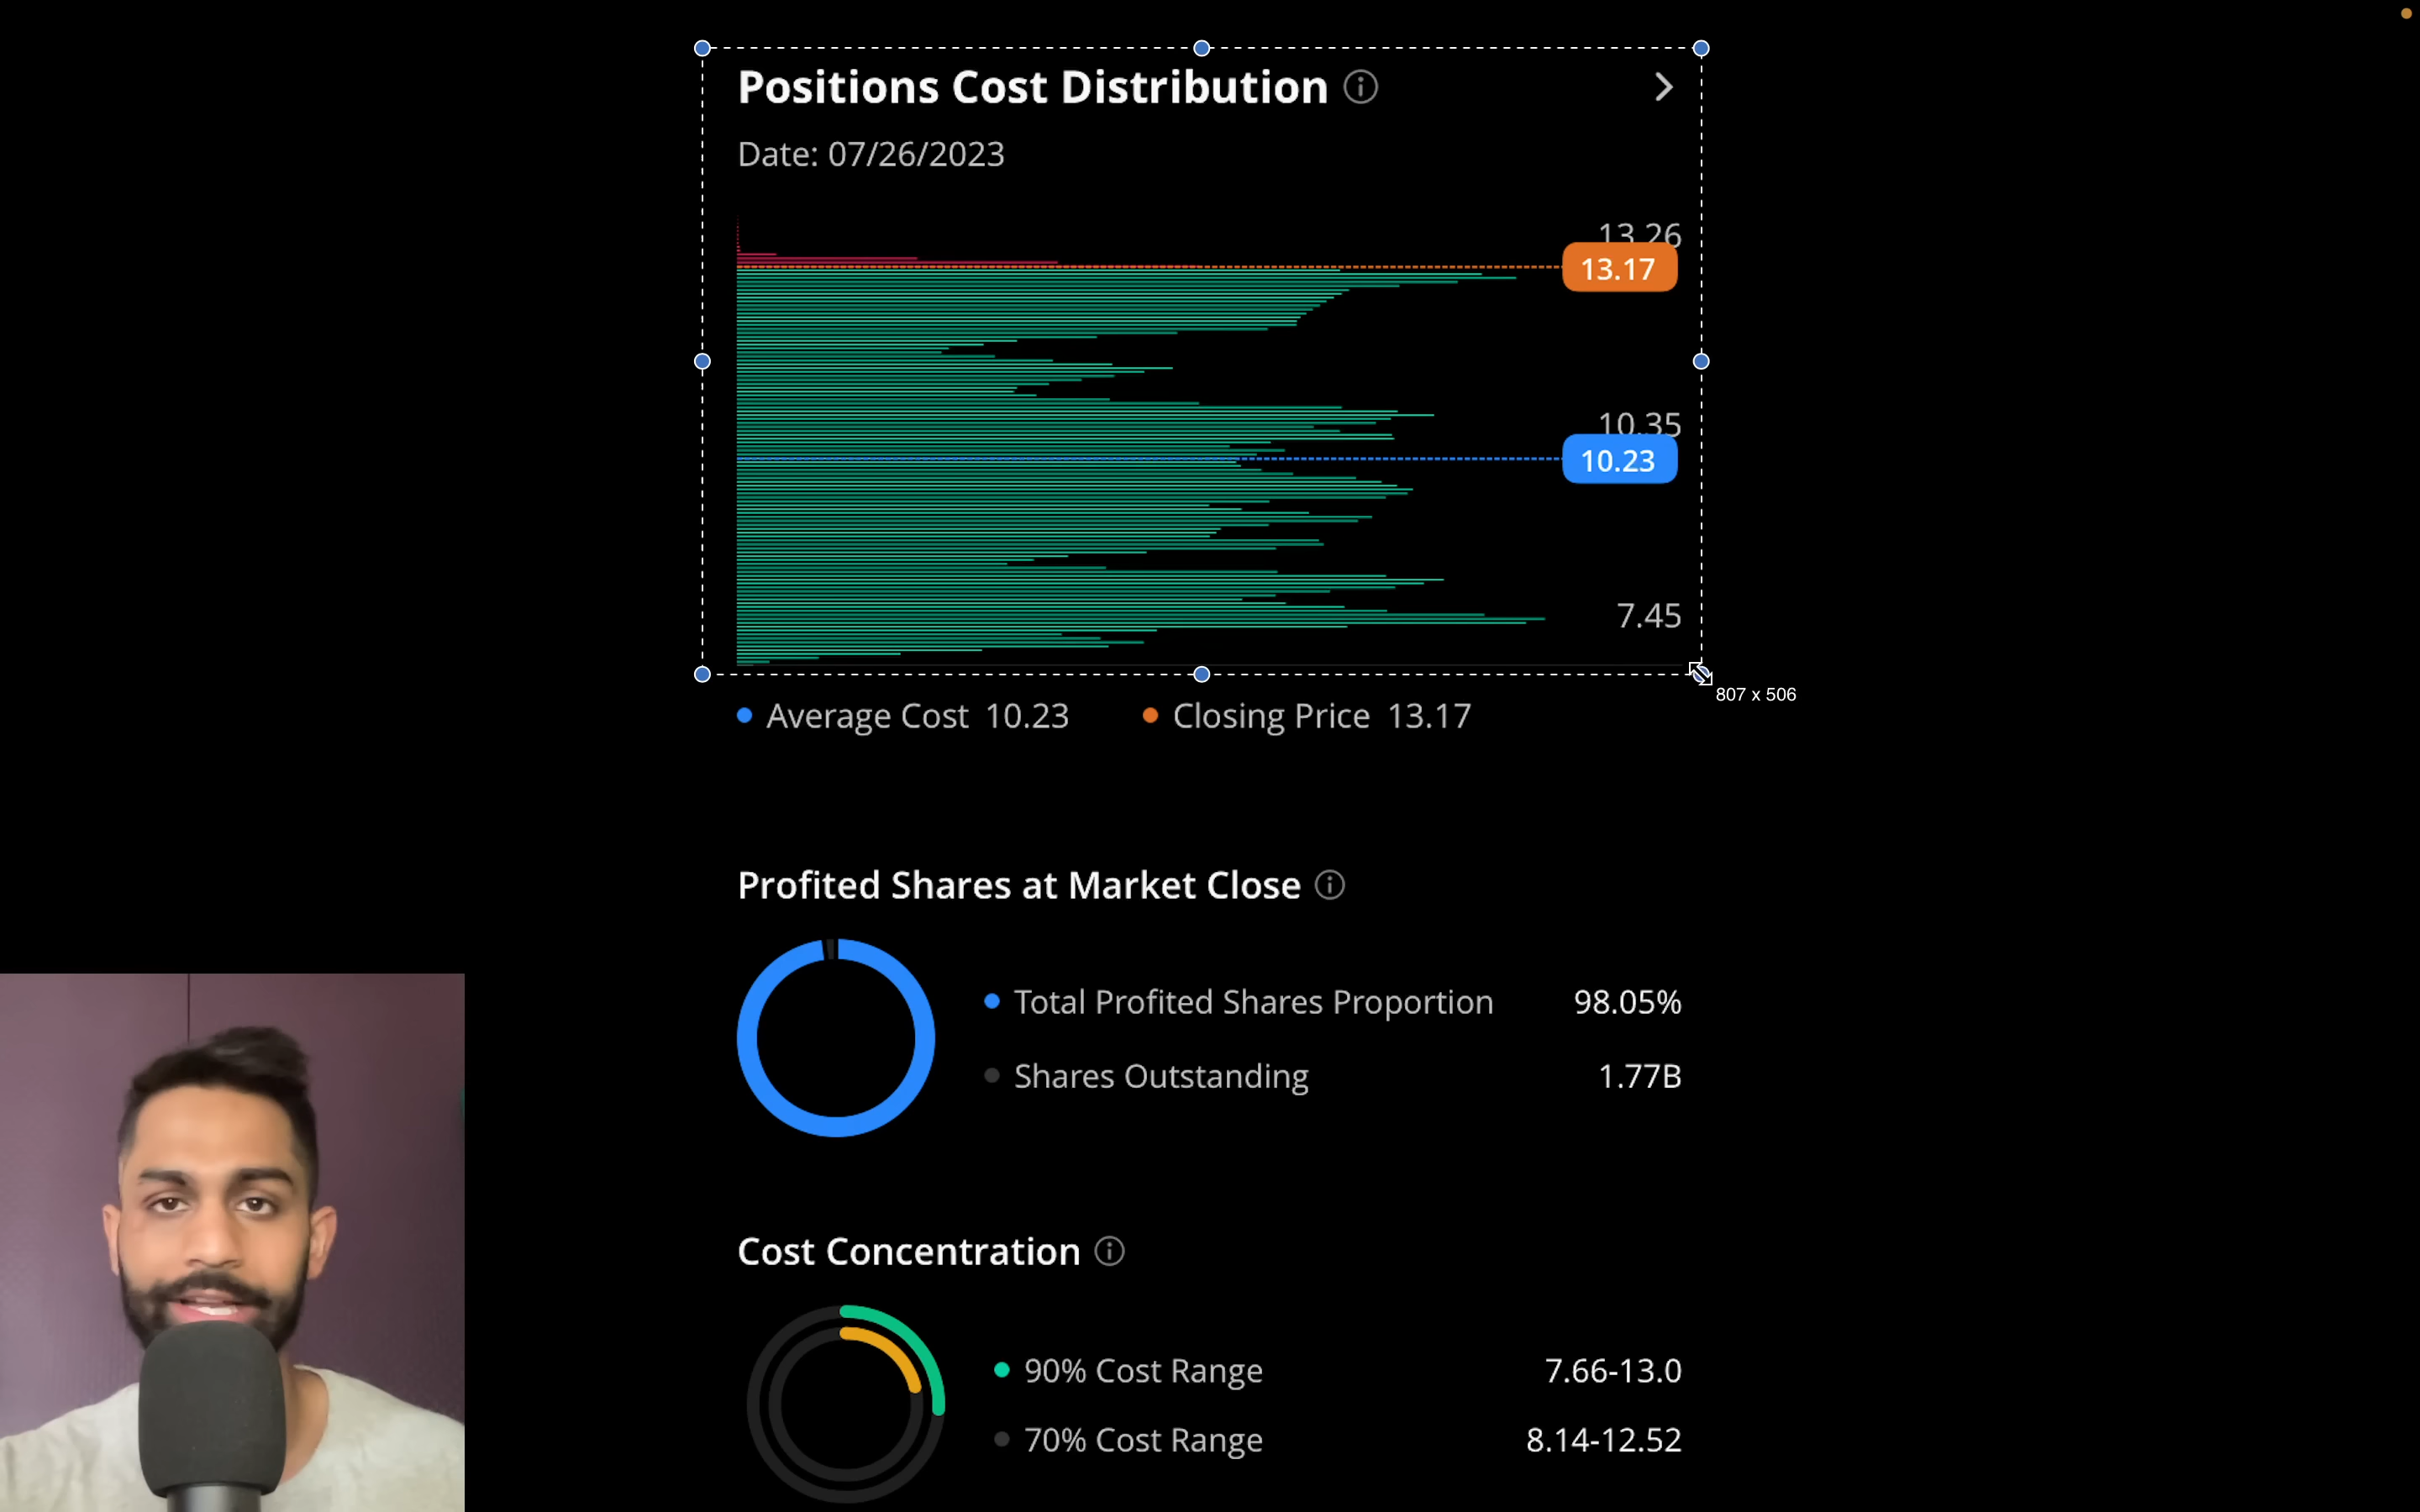 Positions Cost Distribution
Date: 07/26/2023
13.26
13.17
10.35
10.23
7.45
807 x 506
Average Cost 10.23 Closing Price 13.17
Profited Shares at Market Close
Total Profited Shares Proportion 98.05%
Shares Outstanding 1.77B
Cost Concentration
90% Cost Range 7.66-13.0
70% Cost Range 8.14-12.52